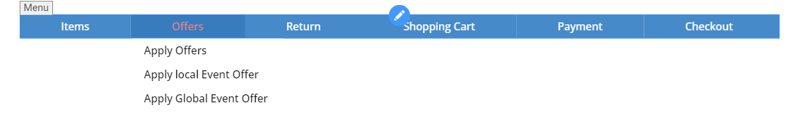 Menu
Items Offers Return Shopping Cart Payment Checkout
Apply Offers
Apply local Event Offer
Apply Global Event Offer